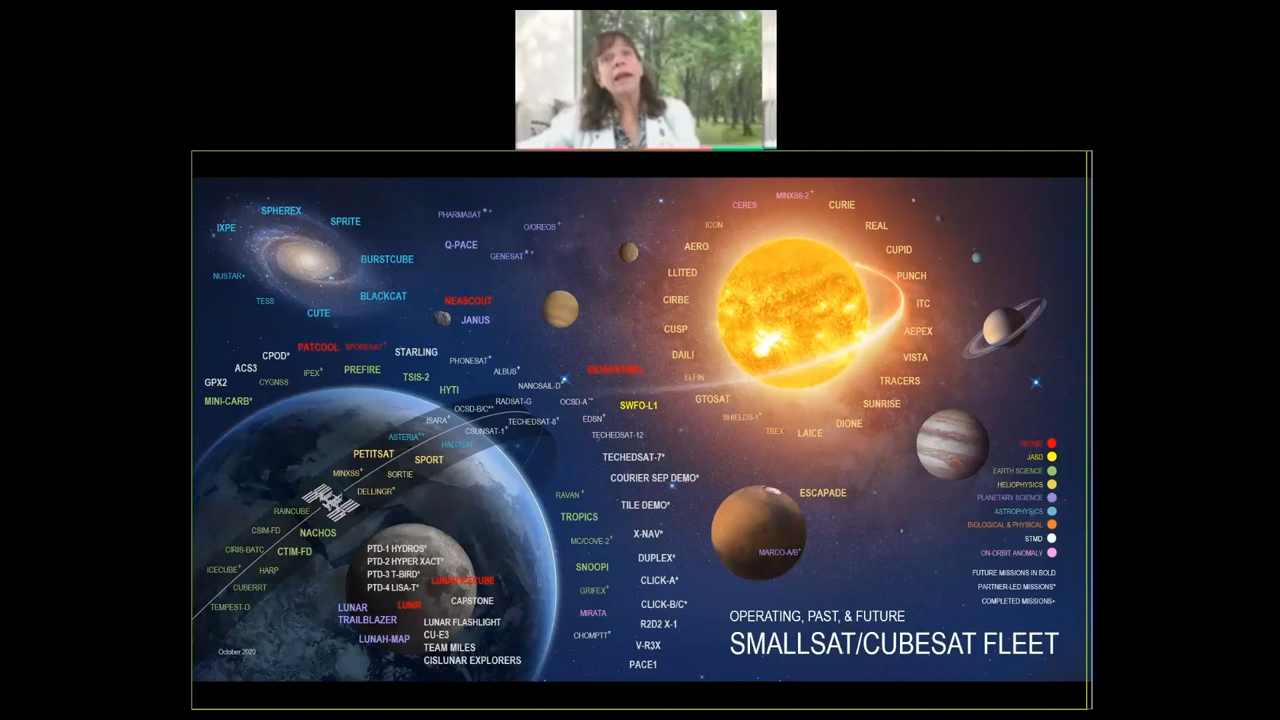 SPHEREX
SPRITE
IXPE
BURSTCUBE
NUSTAR+
TESS
BLACKCAT
CUTE
PHARMASAT*+
O/OREOS+
Q-PACE
GENESAT*+
NEASCOUT
JANUS
CERES
MINXSS-2+
CURIE
ICON
REAL
AERO
CUPID
LLITED
PUNCH
CIRBE
ITC
CUSP
AEPEX
DAILI
VISTA
ELFIN
TRACERS
GTOSAT
SUNRISE
SHIELDS-1+
DIONE
TBEX
LAICE
PATCOOL
SPORESAT+
CPOD*
STARLING
ACS3
IPEX+
PREFIRE
PHONESAT+
GPX2
CYGNSS
TSIS-2
ALBUS+
MINI-CARB*
HYTI
NANOSAIL-D+
BIOSENTINEL
RADSAT-G
OCSD-A*+
SWFO-L1
OCSD-B/C*+
ISARA+
TECHEDSAT-8+
EDSN+
CSUNSAT-1+
ASTERIA*+
HALOSAT
TECHEDSAT-12
PETITSAT
SPORT
TECHEDSAT-7*
MINXSS+
SORTIE
COURIER SEP DEMO*
DELLINGR+
RAVAN+
TILE DEMO*
RAINCUBE
TROPICS
CSIM-FD
NACHOS
X-NAV*
MC/COVE-2+
CIRIS-BATC
CTIM-FD
DUPLEX*
ICECUBE+
HARP
SNOOPI
CLICK-A*
CUBERRT
GRIFEX+
TEMPEST-D
CLICK-B/C*
MIRATA
R2D2 X-1
CHOMPTT*
V-R3X
PACE1
PTD-1 HYDROS*
PTD-2 HYPER XACT*
PTD-3 T-BIRD*
PTD-4 LISA-T*
LUNAR ICECUBE
LUNIR
CAPSTONE
LUNAR
TRAILBLAZER
LUNAH-MAP
LUNAR FLASHLIGHT
CU-E3
TEAM MILES
CISLUNAR EXPLORERS
October 2020
ESCAPADE
MARCO-A/B+
JASD
EARTH SCIENCE
HELIOPHYSICS
PLANETARY SCIENCE
ASTROPHYSICS
BIOLOGICAL & PHYSICAL
STMD
ON-ORBIT ANOMALY
FUTURE MISSIONS IN BOLD
PARTNER-LED MISSIONS*
COMPLETED MISSIONS+
OPERATING, PAST, & FUTURE
SMALLSAT/CUBESAT FLEET